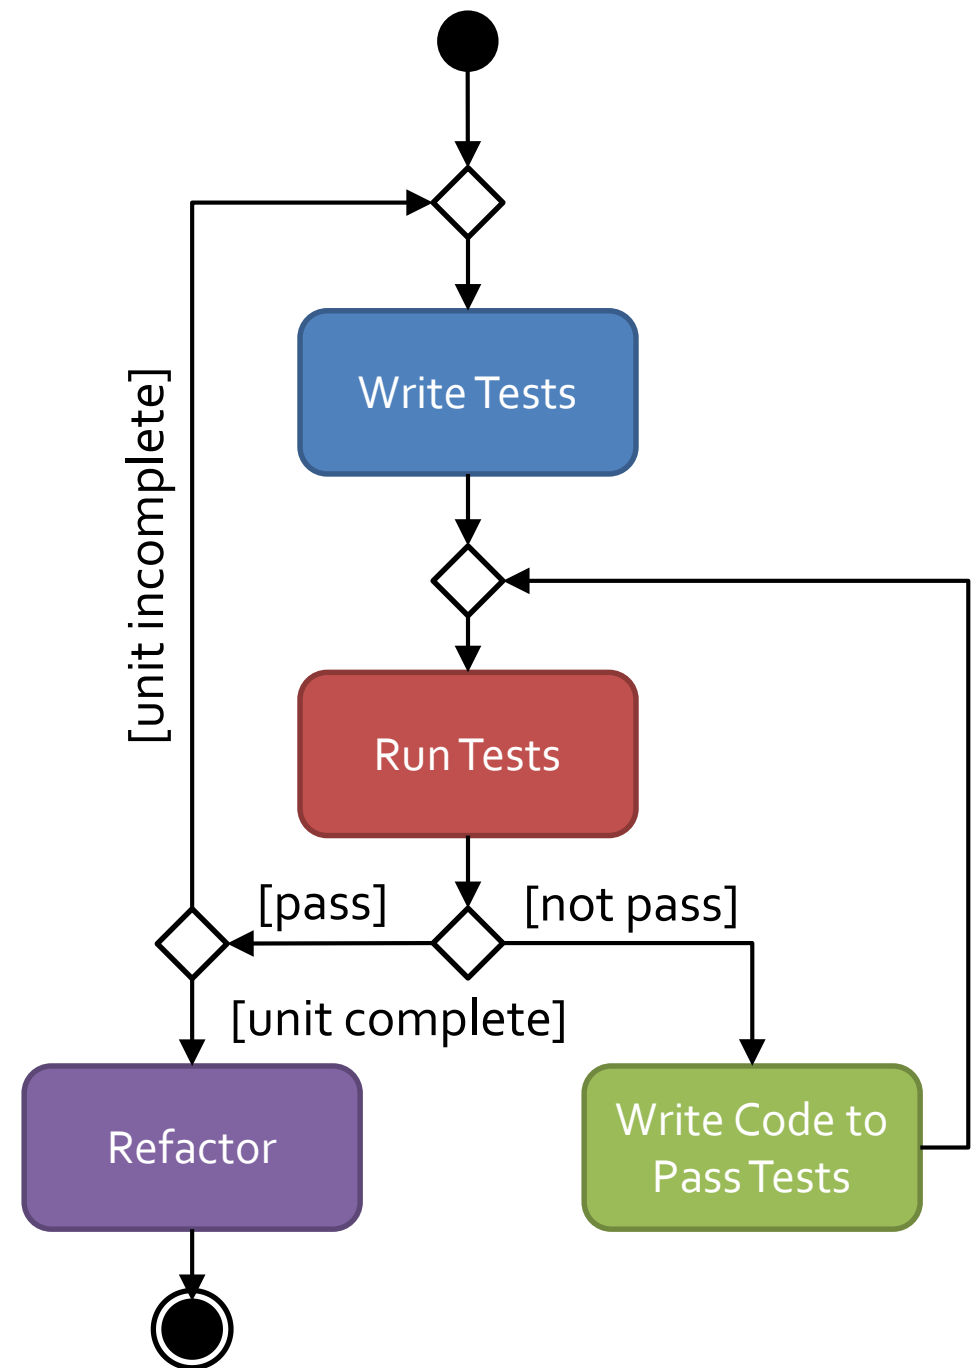 Write Tests
[unit incomplete]
Run Tests
[pass]
[not pass]
[unit complete]
Refactor
Write Code to
Pass Tests